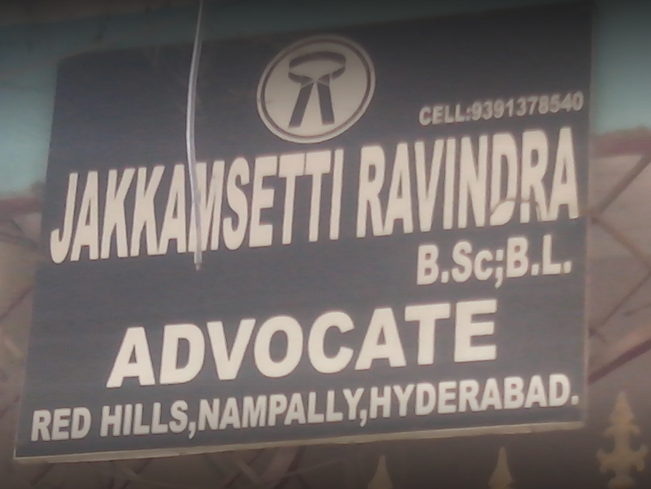 CELL:9391378540
JAKKAMSETTI RAVINDRA
B.Sc;B.L.
ADVOCATE
RED HILLS,NAMPALLY,HYDERABAD.